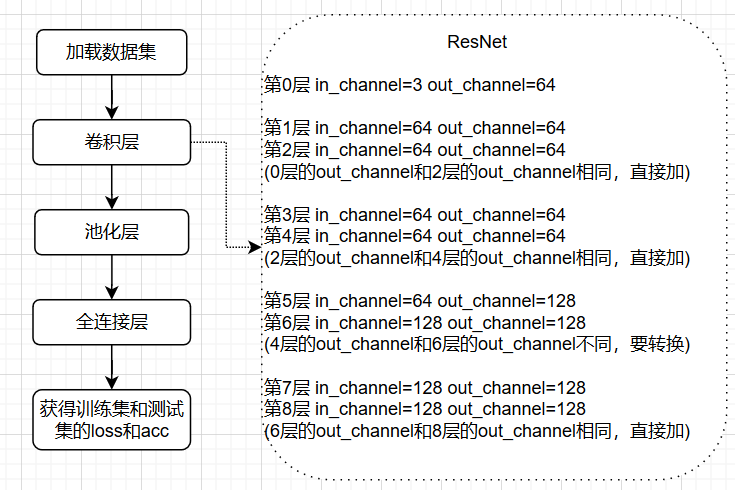 加载数据集
卷积层
池化层
全连接层
获得训练集和测试
集的loss和acc
ResNet
第0层 in_channel=3 out_channel=64
第1层 in_channel=64 out_channel=64
第2层 in_channel=64 out_channel=64
(0层的out_channel和2层的out_channel相同，直接加)
第3层 in_channel=64 out_channel=64
第4层 in_channel=64 out_channel=64
(2层的out_channel和4层的out_channel相同，直接加)
第5层 in_channel=64 out_channel=128
第6层 in_channel=128 out_channel=128
(4层的out_channel和6层的out_channel不同，要转换)
第7层 in_channel=128 out_channel=128
第8层 in_channel=128 out_channel=128
(6层的out_channel和8层的out_channel相同，直接加)